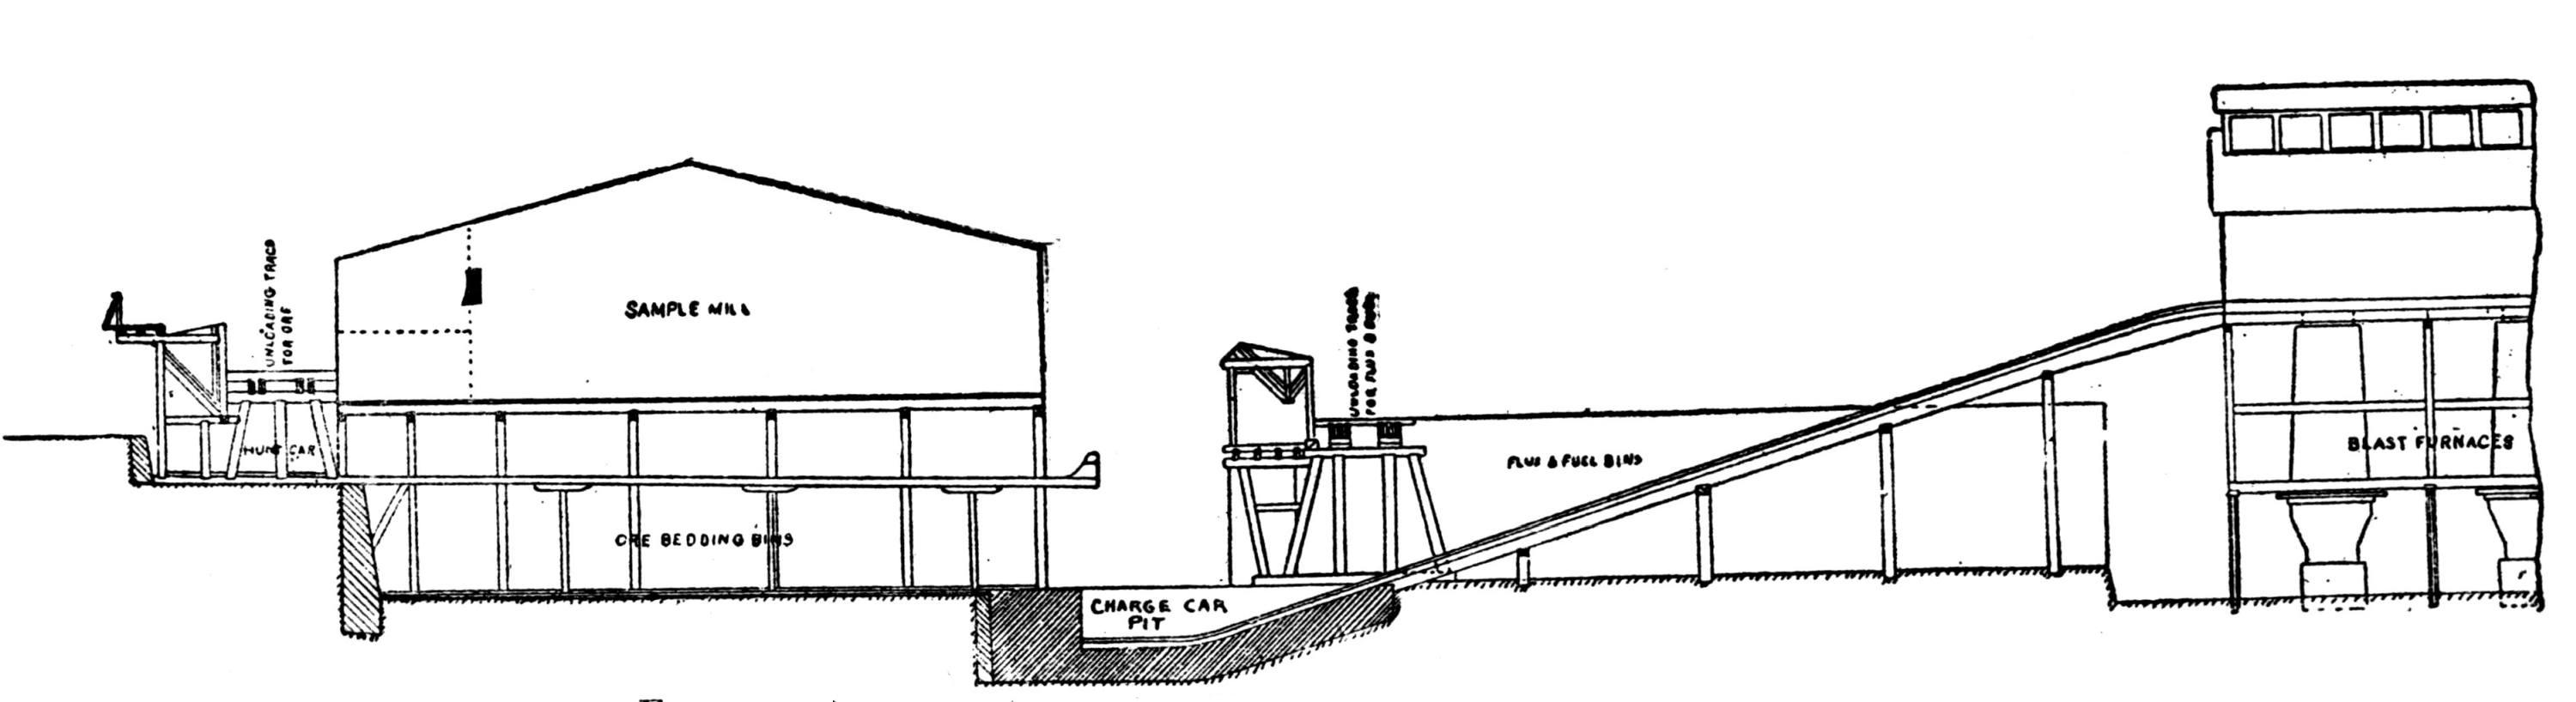 UNLOADING TRACK
FOR ORE
HUNT CAR
SAMPLE MILL
ORE BEDDING BINS
CHARGE CAR
PIT
UNLOADING TRACK
FOR FLUX & FUEL
FLUX & FUEL BINS
BLAST FURNACES